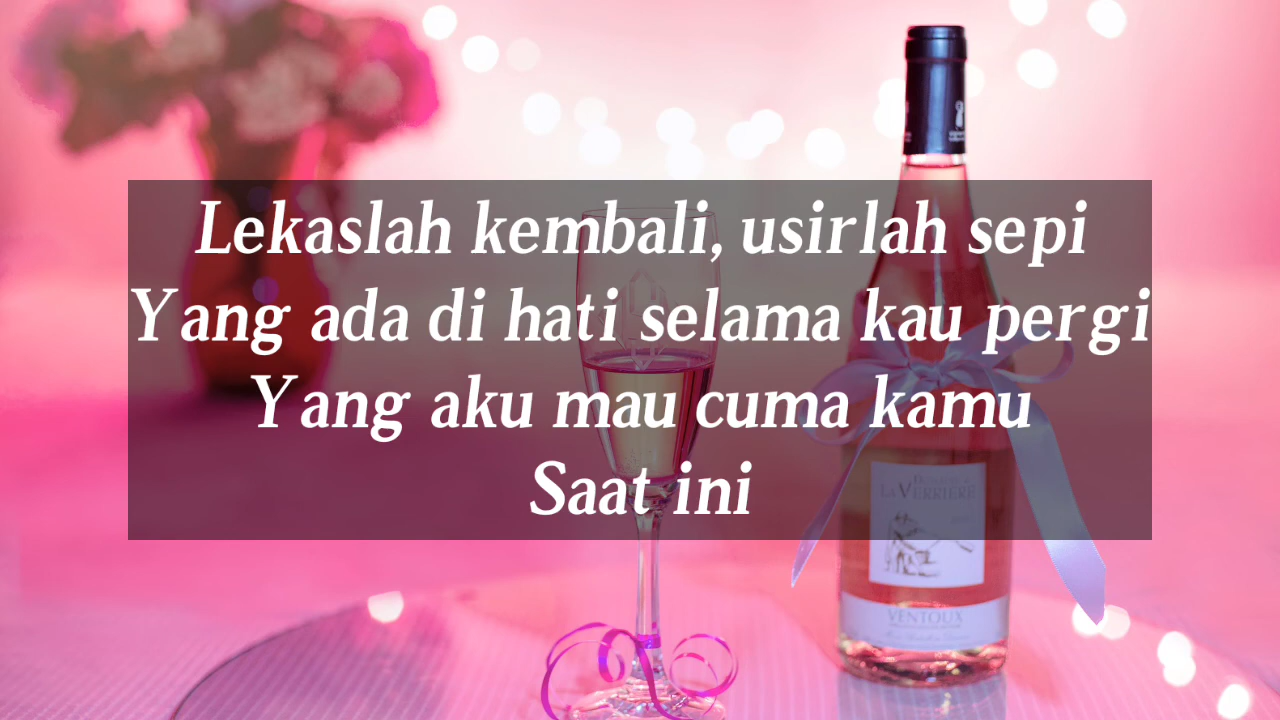 Lekaslah kembali, usirlah sepi
Yang ada di hati selama kau pergi
Yang aku mau cuma kamu
Saat ini
LA VERRIERE
VENTOUX